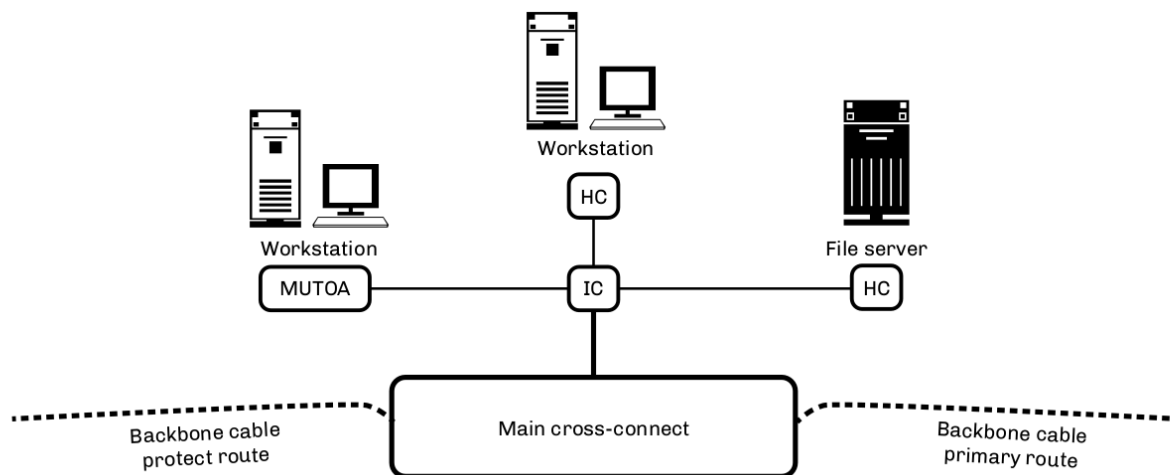 Workstation
Workstation
HC
File server
MUTOA
IC
HC
Main cross-connect
Backbone cable
protect route
Backbone cable
primary route